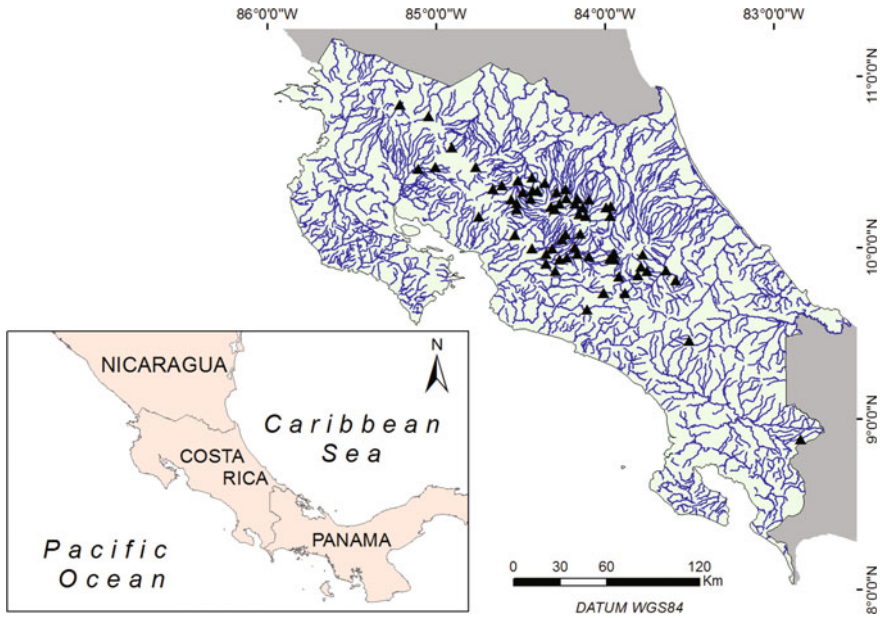 86°0'0"W 85°0'0"W 84°0'0"W 83°0'0"W
11°0'0"N
10°0'0"N
9°0'0"N
8°0'0"N
NICARAGUA
N
Caribbean
Sea
COSTA
RICA
PANAMA
Pacific
Ocean
0 30 60 120
Km
DATUM WGS84